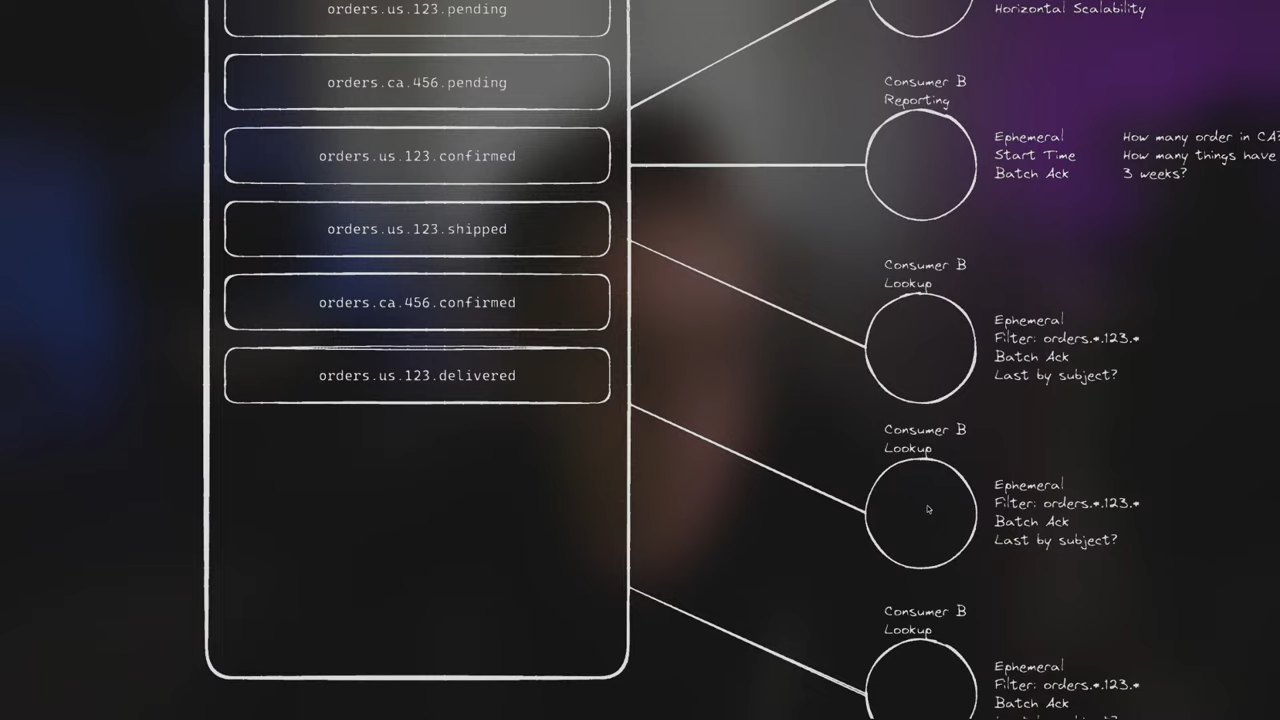 orders.us.123.pending
orders.ca.456.pending
orders.us.123.confirmed
orders.us.123.shipped
orders.ca.456.confirmed
orders.us.123.delivered
Horizontal Scalability
Consumer B
Reporting
Ephemeral
Start Time
Batch Ack
How many order in CA?
How many things have
3 weeks?
Consumer B
Lookup
Ephemeral
Filter: orders.*.123.*
Batch Ack
Last by subject?
Consumer B
Lookup
Ephemeral
Filter: orders.*.123.*
Batch Ack
Last by subject?
Consumer B
Lookup
Ephemeral
Filter: orders.*.123.*
Batch Ack